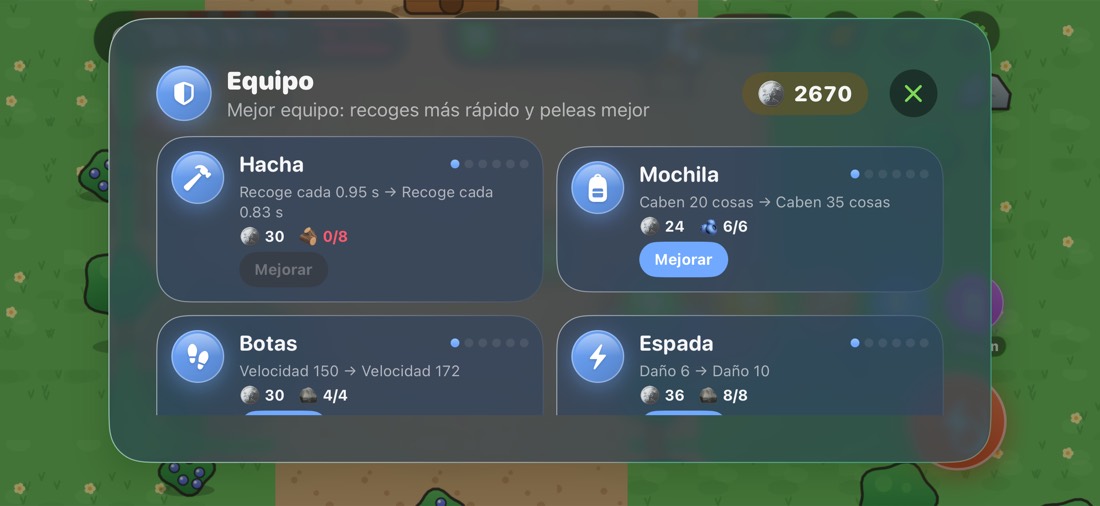 Equipo
Mejor equipo: recoges más rápido y peleas mejor
2670
Hacha
Recoge cada 0.95 s → Recoge cada
0.83 s
30 0/8
Mejorar
Mochila
Caben 20 cosas → Caben 35 cosas
24 6/6
Mejorar
Botas
Velocidad 150 → Velocidad 172
30 4/4
Espada
Daño 6 → Daño 10
36 8/8